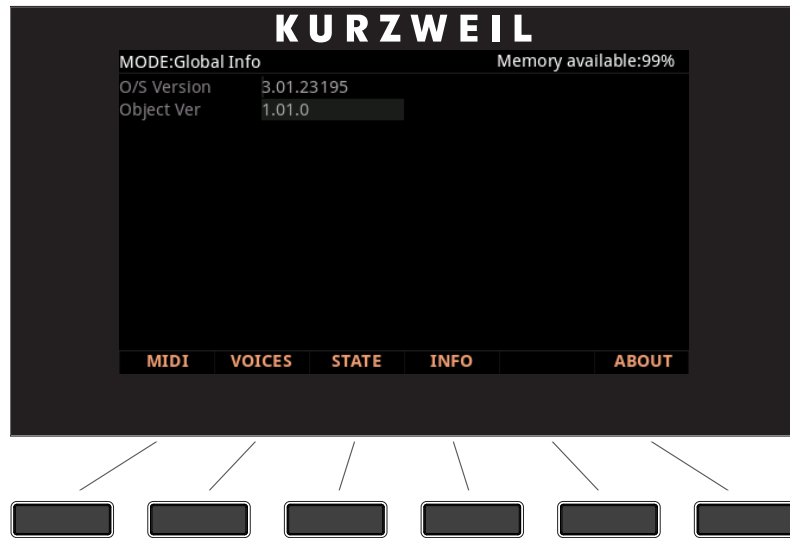 KURZWEIL
MODE:Global Info Memory available:99%
O/S Version 3.01.23195
Object Ver 1.01.0
MIDI VOICES STATE INFO ABOUT